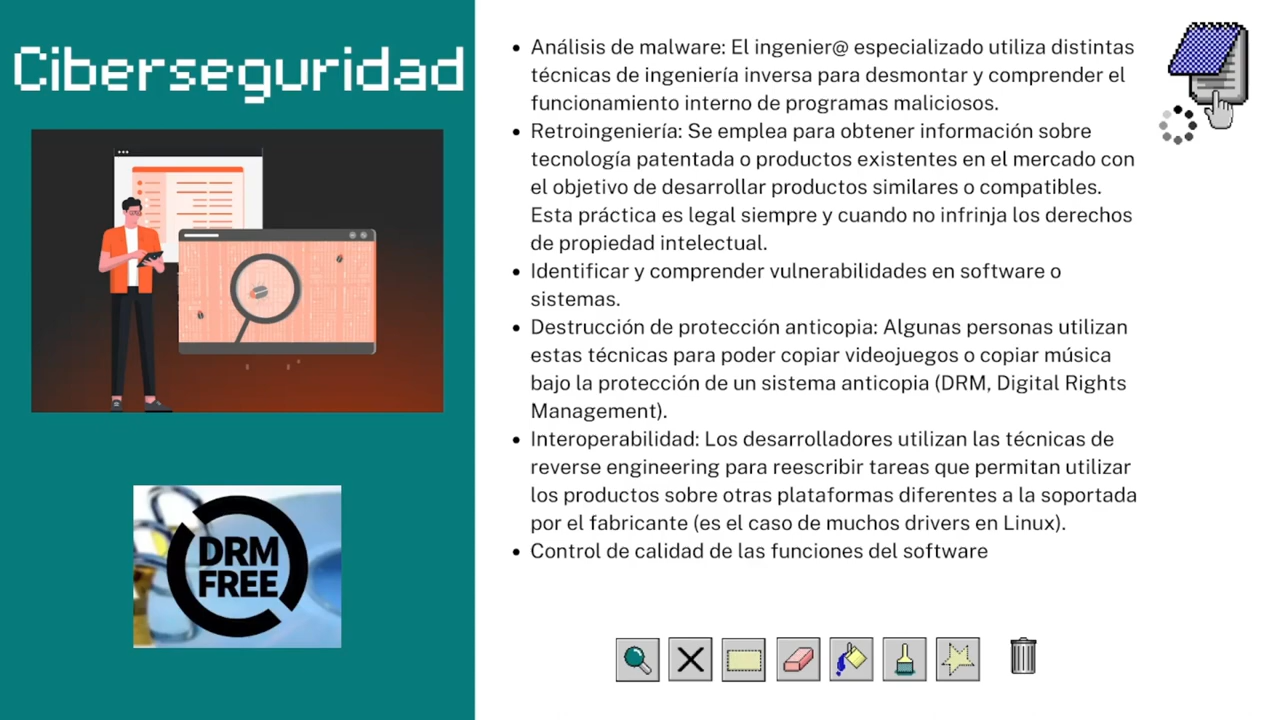 Ciberseguridad
• Análisis de malware: El ingenier@ especializado utiliza distintas
técnicas de ingeniería inversa para desmontar y comprender el
funcionamiento interno de programas maliciosos.
• Retroingeniería: Se emplea para obtener información sobre
tecnología patentada o productos existentes en el mercado con
el objetivo de desarrollar productos similares o compatibles.
Esta práctica es legal siempre y cuando no infrinja los derechos
de propiedad intelectual.
• Identificar y comprender vulnerabilidades en software o
sistemas.
• Destrucción de protección anticopia: Algunas personas utilizan
estas técnicas para poder copiar videojuegos o copiar música
bajo la protección de un sistema anticopia (DRM, Digital Rights
Management).
• Interoperabilidad: Los desarrolladores utilizan las técnicas de
reverse engineering para reescribir tareas que permitan utilizar
los productos sobre otras plataformas diferentes a la soportada
por el fabricante (es el caso de muchos drivers en Linux).
• Control de calidad de las funciones del software
DRM
FREE